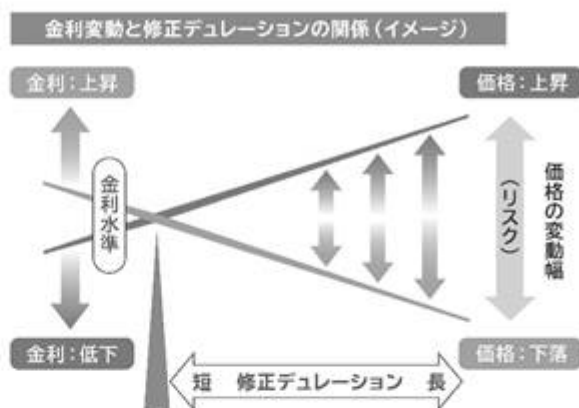 金利変動と修正デュレーションの関係(イメージ)
金利:上昇
価格:上昇
金利水準
価格の変動幅
(リスク)
金利:低下
価格:下落
短 修正デュレーション 長